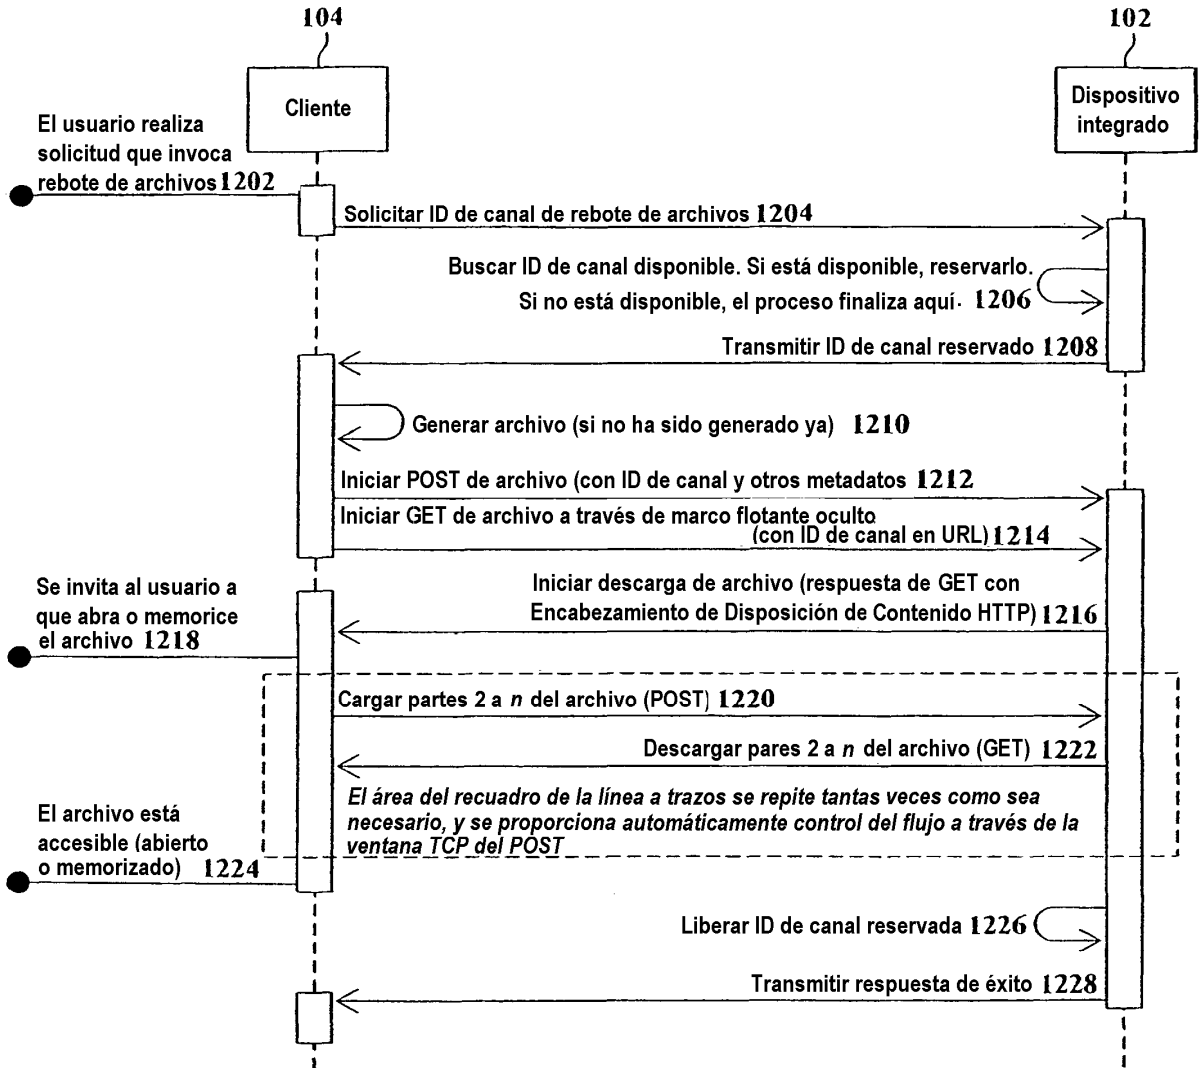 104
102
Cliente
Dispositivo
integrado
El usuario realiza
solicitud que invoca
rebote de archivos 1202
Solicitar ID de canal de rebote de archivos 1204
Buscar ID de canal disponible. Si está disponible, reservarlo.
Si no está disponible, el proceso finaliza aquí. 1206
Transmitir ID de canal reservado 1208
Generar archivo (si no ha sido generado ya) 1210
Iniciar POST de archivo (con ID de canal y otros metadatos 1212
Iniciar GET de archivo a través de marco flotante oculto
(con ID de canal en URL) 1214
Iniciar descarga de archivo (respuesta de GET con
Encabezamiento de Disposición de Contenido HTTP) 1216
Se invita al usuario a
que abra o memorice
el archivo 1218
Cargar partes 2 a n del archivo (POST) 1220
Descargar pares 2 a n del archivo (GET) 1222
El área del recuadro de la línea a trazos se repite tantas veces como sea
necesario, y se proporciona automáticamente control del flujo a través de la
ventana TCP del POST
El archivo está
accesible (abierto
o memorizado) 1224
Liberar ID de canal reservada 1226
Transmitir respuesta de éxito 1228